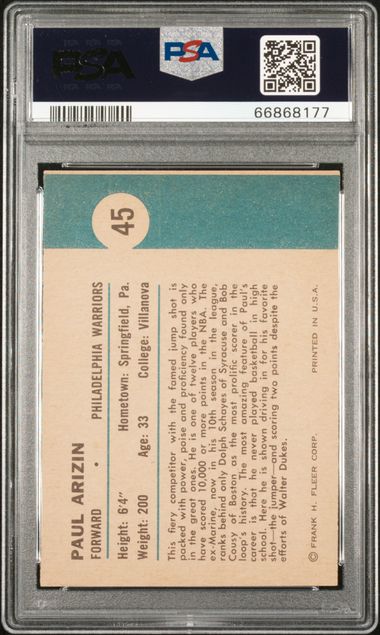 PSA
PSA
66868177
45
PAUL ARIZIN
FORWARD • PHILADELPHIA WARRIORS
Height: 6'4" Hometown: Springfield, Pa.
Weight: 200 Age: 33 College: Villanova
This fiery competitor with the famed jump shot is
packed with power, poise and proficiency found only
in the great ones. He is one of twelve players who
have scored 10,000 or more points in the NBA. The
ex-Marine, now in his 10th season in the league,
ranks behind only Dolph Schayes of Syracuse and Bob
Cousy of Boston as the most prolific scorer in the
loop's history. The most amazing feature of Paul's
career is that he never played basketball in high
school. Here he is shown driving in for his favorite
shot—the jumper—and scoring two points despite the
efforts of Walter Dukes.
© FRANK H. FLEER CORP. PRINTED IN U.S.A.